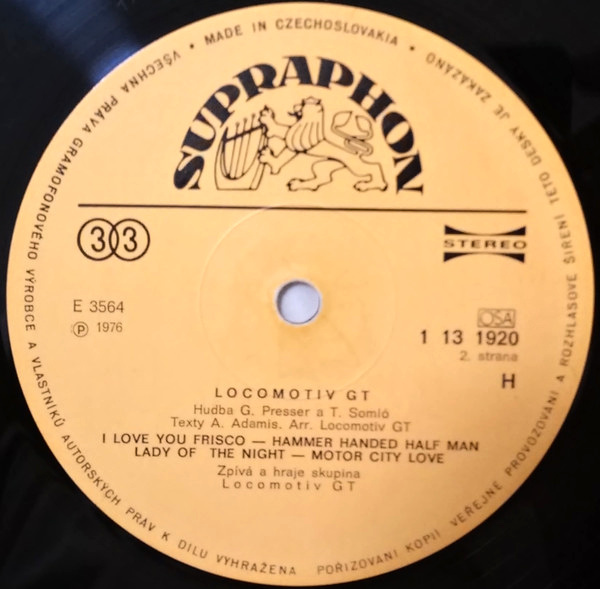 VŠECHNA PRÁVA GRAMOFONOVÉHO VÝROBCE A VLASTNÍKŮ AUTORSKÝCH PRÁV K DÍLU VYHRAŽENA POŘIZOVÁNÍ KOPIÍ VEŘEJNÉ PROVOZOVÁNÍ A ROZHLASOVÉ ŠÍŘENÍ TÉTO DESKY JE ZAKÁZÁNO • MADE IN CZECHOSLOVAKIA •
SUPRAPHON
33
STEREO
E 3564
Ⓟ 1976
OSA
1 13 1920
2. strana
H
LOCOMOTIV GT
Hudba G. Presser a T. Somló
Texty A. Adamis. Arr. Locomotiv GT
I LOVE YOU FRISCO — HAMMER HANDED HALF MAN
LADY OF THE NIGHT — MOTOR CITY LOVE
Zpívá a hraje skupina
Locomotiv GT